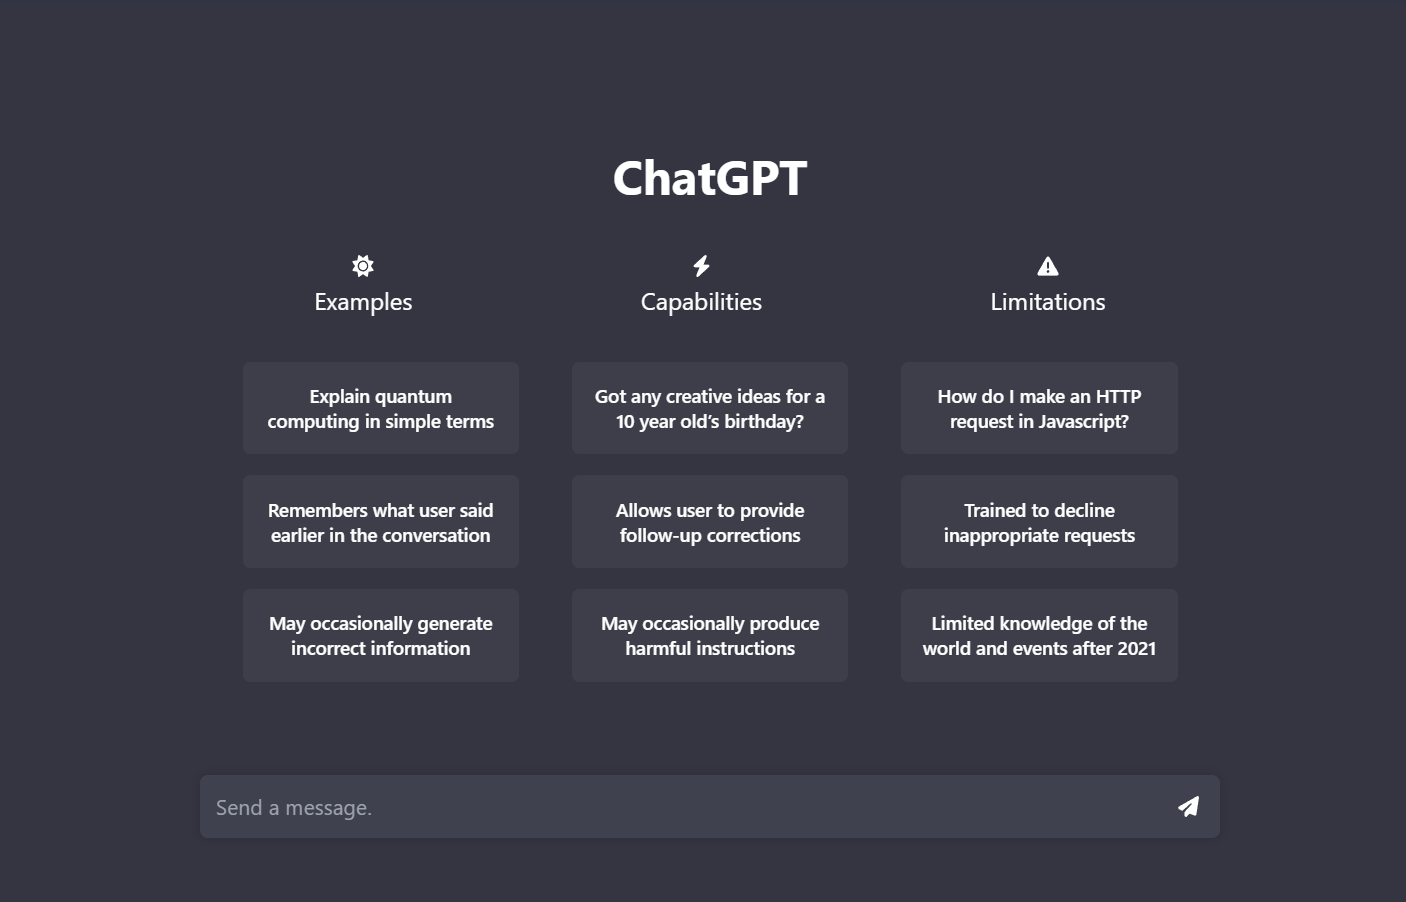 ChatGPT
Examples
Capabilities
Limitations
Explain quantum
computing in simple terms
Got any creative ideas for a
10 year old’s birthday?
How do I make an HTTP
request in Javascript?
Remembers what user said
earlier in the conversation
Allows user to provide
follow-up corrections
Trained to decline
inappropriate requests
May occasionally generate
incorrect information
May occasionally produce
harmful instructions
Limited knowledge of the
world and events after 2021
Send a message.